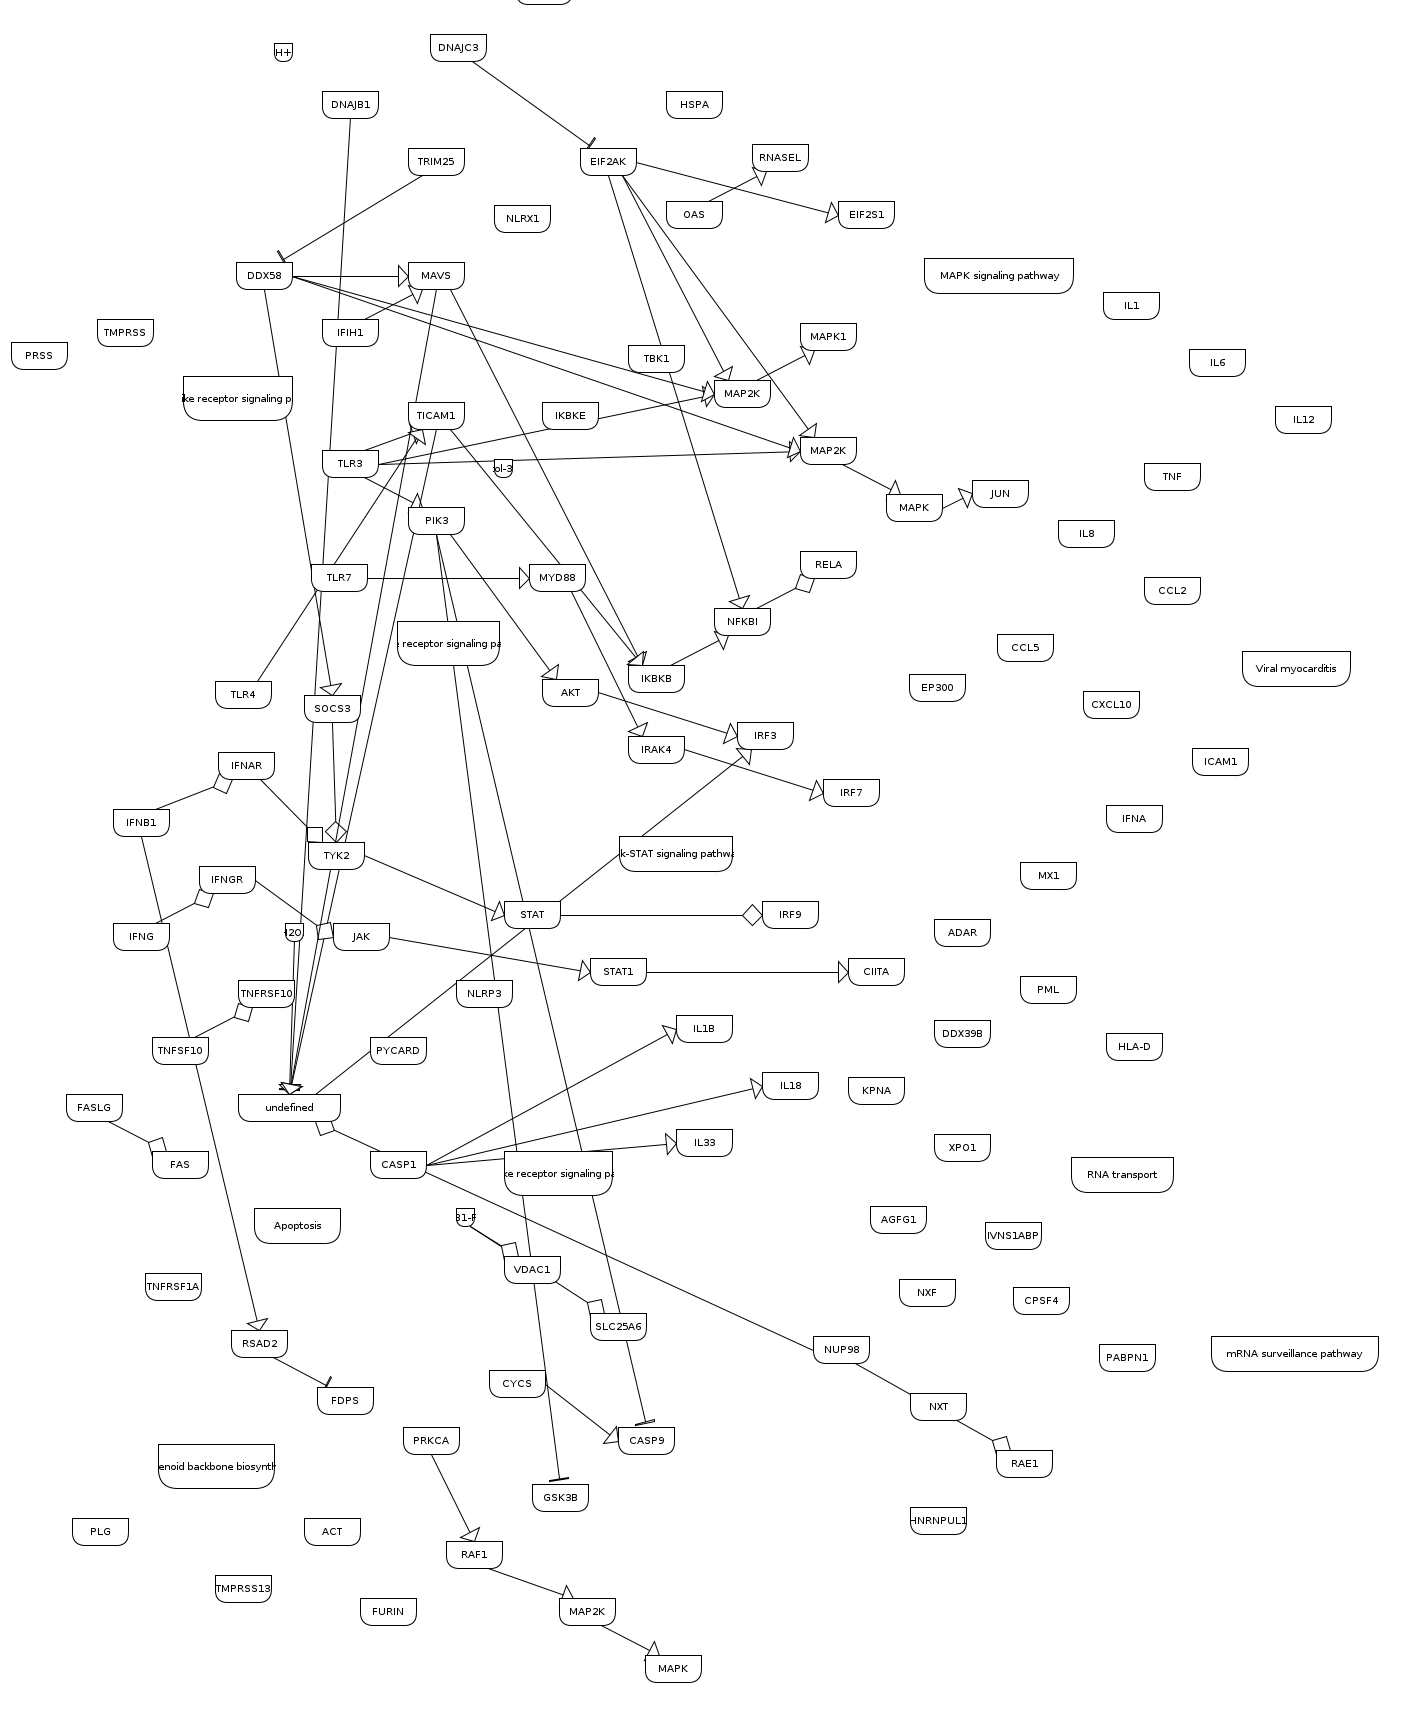 H+
DNAJC3
DNAJB1
HSPA
TRIM25
EIF2AK
RNASEL
NLRX1
OAS
EIF2S1
DDX58
MAVS
MAPK signaling pathway
IL1
TMPRSS
IFIH1
MAPK1
PRSS
TBK1
IL6
ke receptor signaling p
MAP2K
TICAM1
IKBKE
IL12
TLR3
ol-3
MAP2K
TNF
JUN
PIK3
MAPK
IL8
RELA
TLR7
MYD88
CCL2
NFKBI
receptor signaling pa
CCL5
Viral myocarditis
TLR4
AKT
IKBKB
EP300
SOCS3
CXCL10
IRF3
IRAK4
IFNAR
ICAM1
IRF7
IFNB1
IFNA
TYK2
k-STAT signaling pathwa
IFNGR
MX1
STAT
IRF9
IFNG
I2O
JAK
ADAR
STAT1
CIITA
TNFRSF10
NLRP3
PML
IL1B
DDX39B
TNFSF10
PYCARD
HLA-D
IL18
KPNA
FASLG
undefined
IL33
XPO1
FAS
CASP1
ke receptor signaling pa
RNA transport
Apoptosis
B1-F
AGFG1
IVNS1ABP
VDAC1
TNFRSF1A
NXF
CPSF4
SLC25A6
RSAD2
NUP98
PABPN1
mRNA surveillance pathway
CYCS
FDPS
NXT
PRKCA
CASP9
enoid backbone biosynth
RAE1
GSK3B
HNRNPUL1
PLG
ACT
RAF1
TMPRSS13
FURIN
MAP2K
MAPK